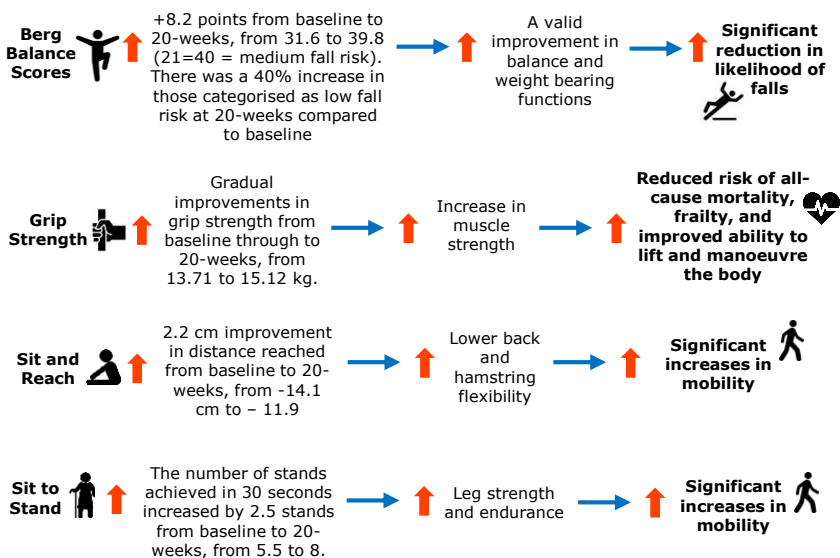 Berg
Balance
Scores
+8.2 points from baseline to
20-weeks, from 31.6 to 39.8
(21=40 = medium fall risk).
There was a 40% increase in
those categorised as low fall
risk at 20-weeks compared
to baseline
A valid
improvement in
balance and
weight bearing
functions
Significant
reduction in
likelihood of
falls
Grip
Strength
Gradual
improvements in
grip strength from
baseline through to
20-weeks, from
13.71 to 15.12 kg.
Increase in
muscle
strength
Reduced risk of all-
cause mortality,
frailty, and
improved ability to
lift and manoeuvre
the body
Sit and
Reach
2.2 cm improvement
in distance reached
from baseline to 20-
weeks, from -14.1
cm to – 11.9
Lower back
and
hamstring
flexibility
Significant
increases in
mobility
Sit to
Stand
The number of stands
achieved in 30 seconds
increased by 2.5 stands
from baseline to 20-
weeks, from 5.5 to 8.
Leg strength
and endurance
Significant
increases in
mobility